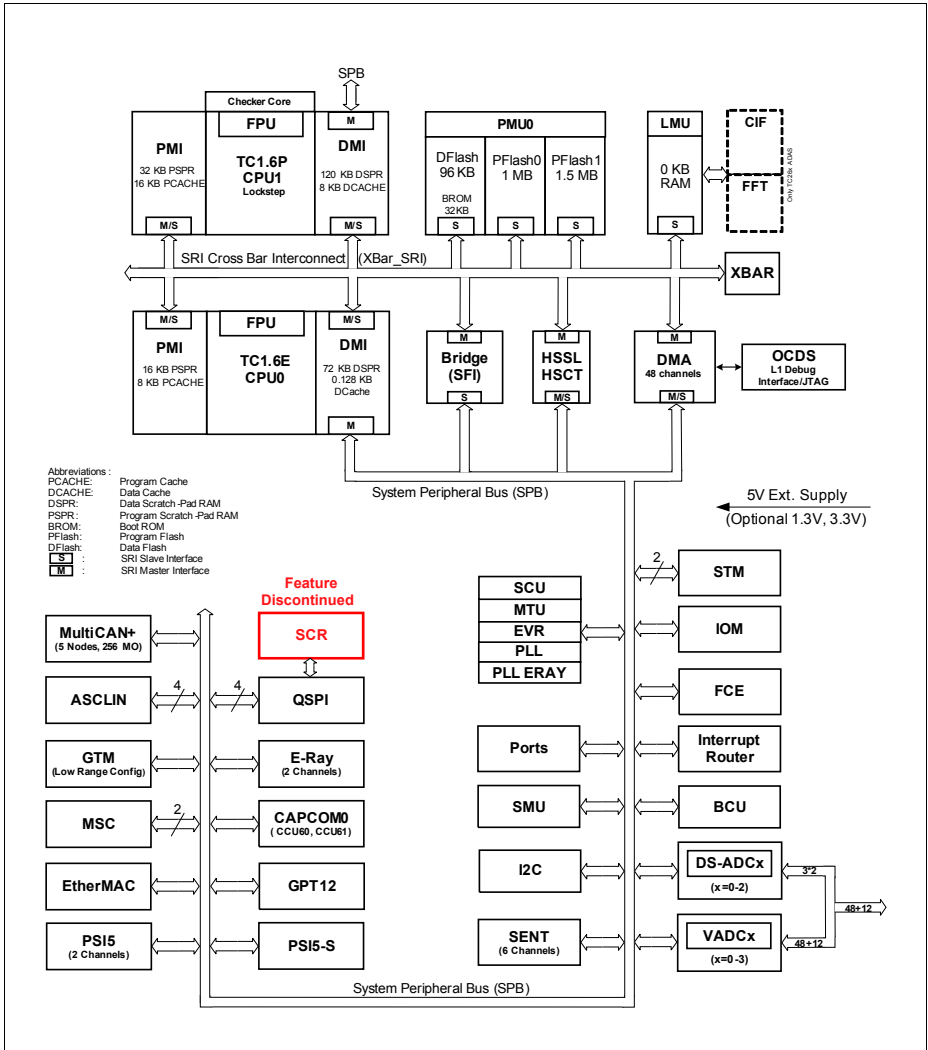 SPB
Checker Core
PMI
32 KB PSPR
16 KB PCACHE
M/S
FPU
TC1.6P
CPU1
Lockstep
M
DMI
120 KB DSPR
8 KB DCACHE
M/S
PMU0
DFlash
96 KB
BROM
32KB
S
PFlash0
1 MB
S
PFlash1
1.5 MB
S
LMU
0 KB
RAM
S
CIF
FFT
Only TC26x ADAS
SRI Cross Bar Interconnect (XBar_SRI)
XBAR
M/S
PMI
16 KB PSPR
8 KB PCACHE
FPU
TC1.6E
CPU0
M/S
DMI
72 KB DSPR
0.128 KB
DCache
M
M
Bridge
(SFI)
S
M
HSSL
HSCT
M/S
M
DMA
48 channels
M/S
OCDS
L1 Debug
Interface/JTAG
System Peripheral Bus (SPB)
Abbreviations :
PCACHE: Program Cache
DCACHE: Data Cache
DSPR: Data Scratch -Pad RAM
PSPR: Program Scratch -Pad RAM
BROM: Boot ROM
PFlash: Program Flash
DFlash: Data Flash
S : SRI Slave Interface
M : SRI Master Interface
5V Ext. Supply
(Optional 1.3V, 3.3V)
Feature
Discontinued
SCR
MultiCAN+
(5 Nodes, 256 MO)
ASCLIN
4
4
QSPI
GTM
(Low Range Config)
E-Ray
(2 Channels)
MSC
2
CAPCOM0
( CCU60, CCU61)
EtherMAC
GPT12
PSI5
(2 Channels)
PSI5-S
SCU
MTU
EVR
PLL
PLL ERAY
2
STM
IOM
FCE
Ports
Interrupt
Router
SMU
BCU
I2C
DS-ADCx
(x=0-2)
3*2
48+12
SENT
(6 Channels)
VADCx
(x=0-3)
48+12
System Peripheral Bus (SPB)